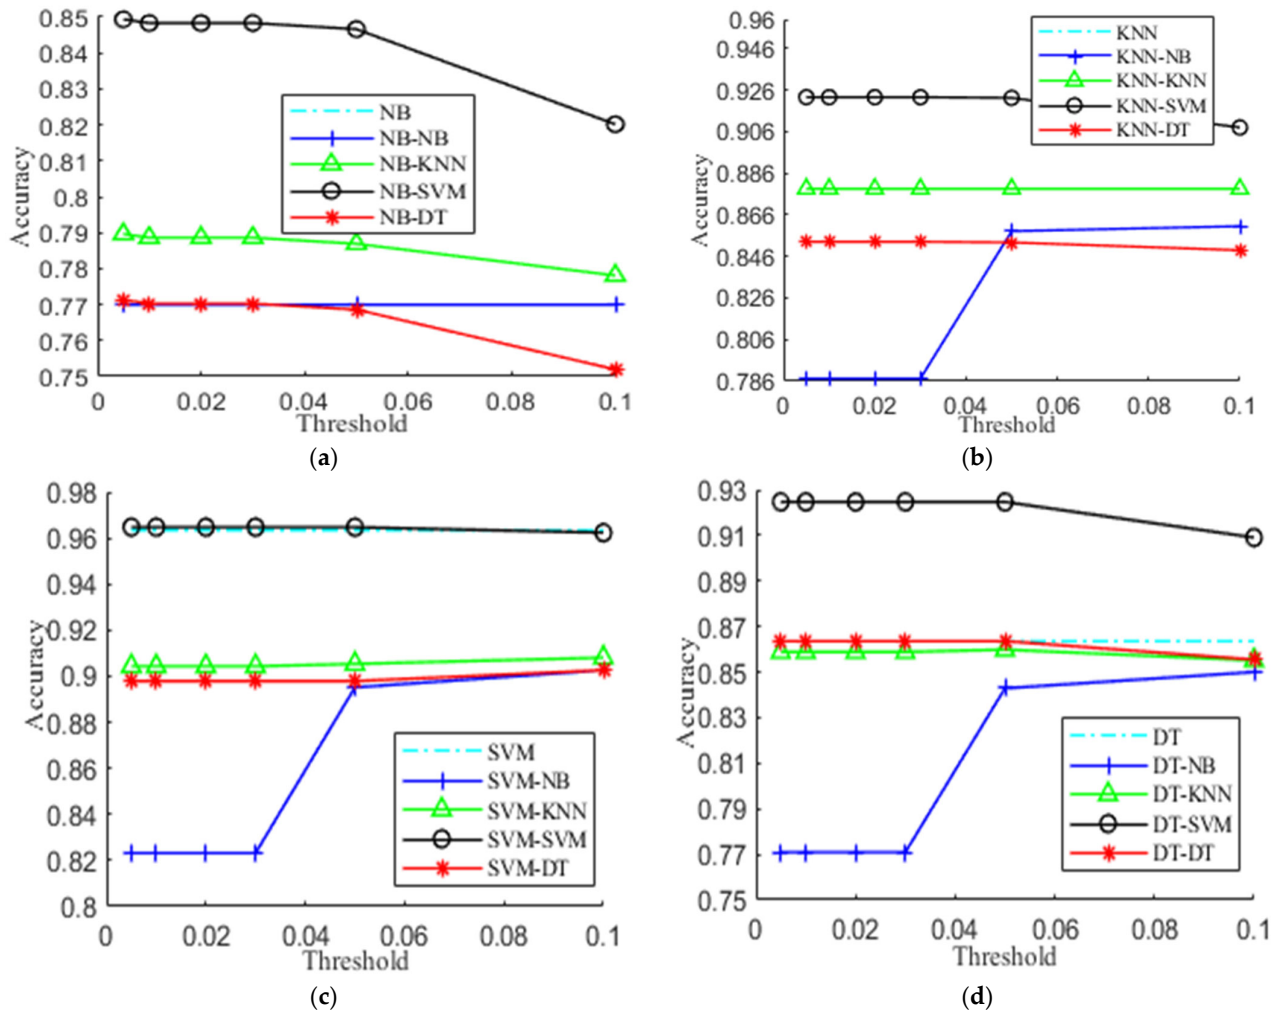 0.85
0.84
0.83
0.82
0.81
0.8
0.79
0.78
0.77
0.76
0.75
Accuracy
NB
NB-NB
NB-KNN
NB-SVM
NB-DT
0 0.02 0.04 0.06 0.08 0.1
Threshold
(a)
0.96
0.946
0.926
0.906
0.886
0.866
0.846
0.826
0.806
0.786
Accuracy
KNN
KNN-NB
KNN-KNN
KNN-SVM
KNN-DT
0 0.02 0.04 0.06 0.08 0.1
Threshold
(b)
0.98
0.96
0.94
0.92
0.9
0.88
0.86
0.84
0.82
0.8
Accuracy
SVM
SVM-NB
SVM-KNN
SVM-SVM
SVM-DT
0 0.02 0.04 0.06 0.08 0.1
Threshold
(c)
0.93
0.91
0.89
0.87
0.85
0.83
0.81
0.79
0.77
0.75
Accuracy
DT
DT-NB
DT-KNN
DT-SVM
DT-DT
0 0.02 0.04 0.06 0.08 0.1
Threshold
(d)